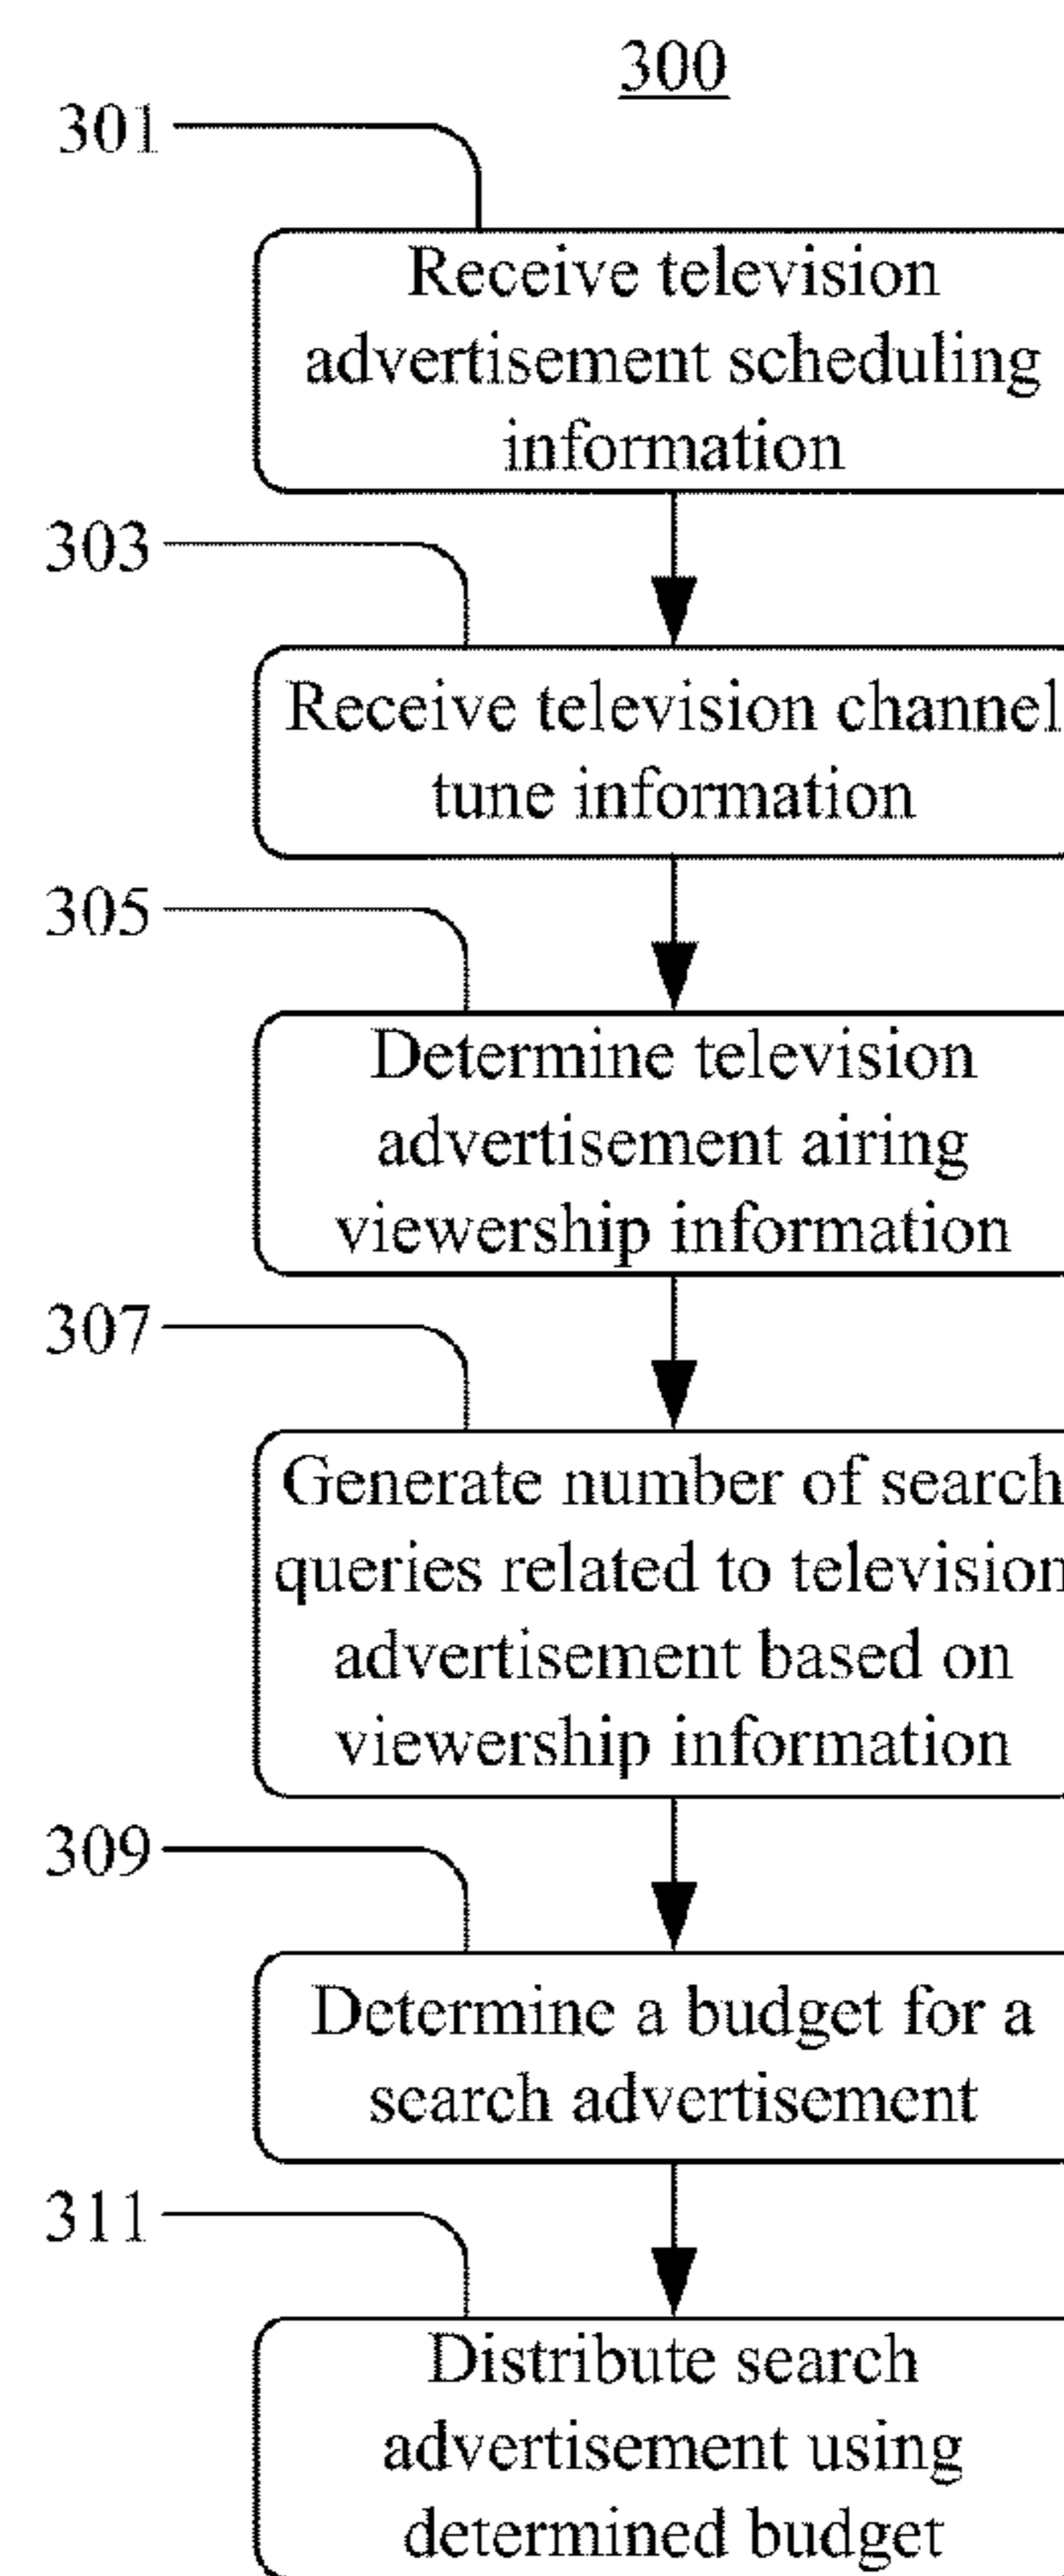 300
301
Receive television
advertisement scheduling
information
303
Receive television channel
tune information
305
Determine television
advertisement airing
viewership information
307
Generate number of search
queries related to television
advertisement based on
viewership information
309
Determine a budget for a
search advertisement
311
Distribute search
advertisement using
determined budget